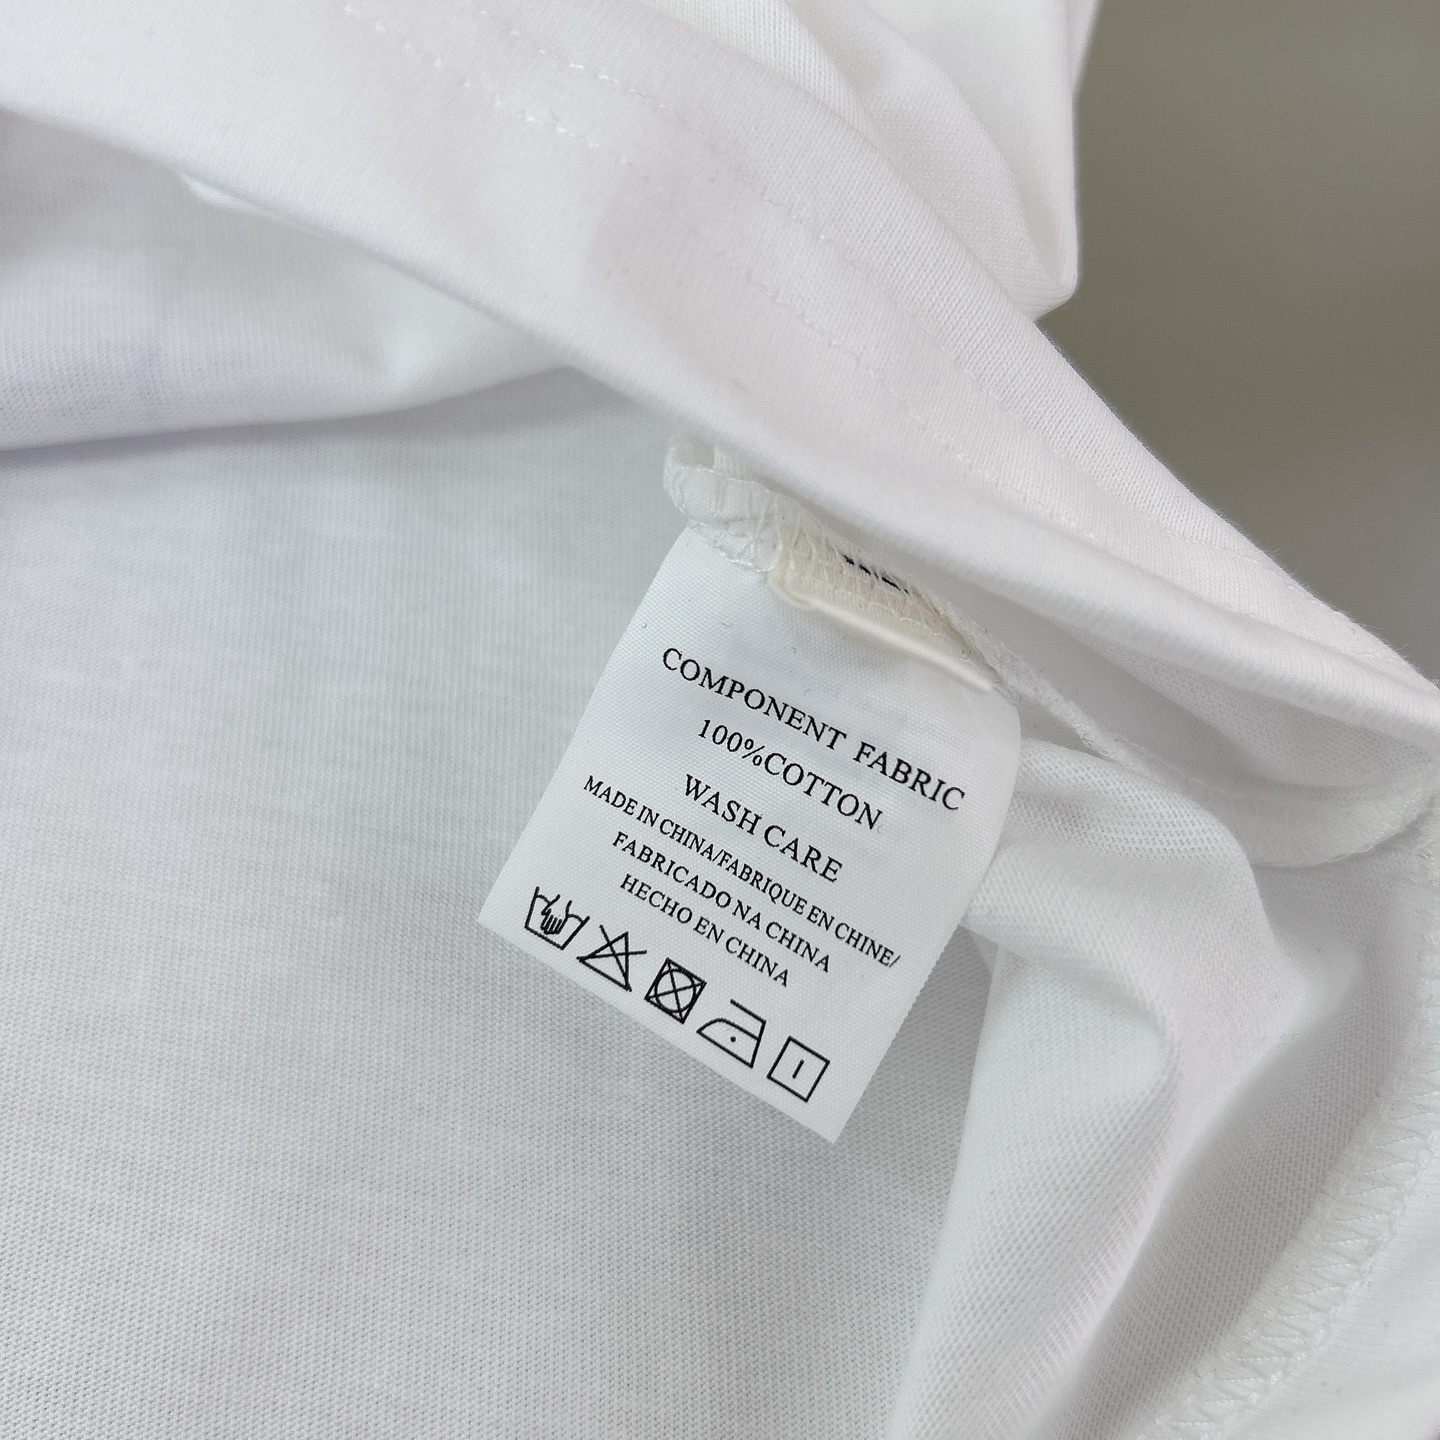 COMPONENT FABRIC
100%COTTON
WASH CARE
MADE IN CHINA/FABRIQUE EN CHINE/
FABRICADO NA CHINA
HECHO EN CHINA